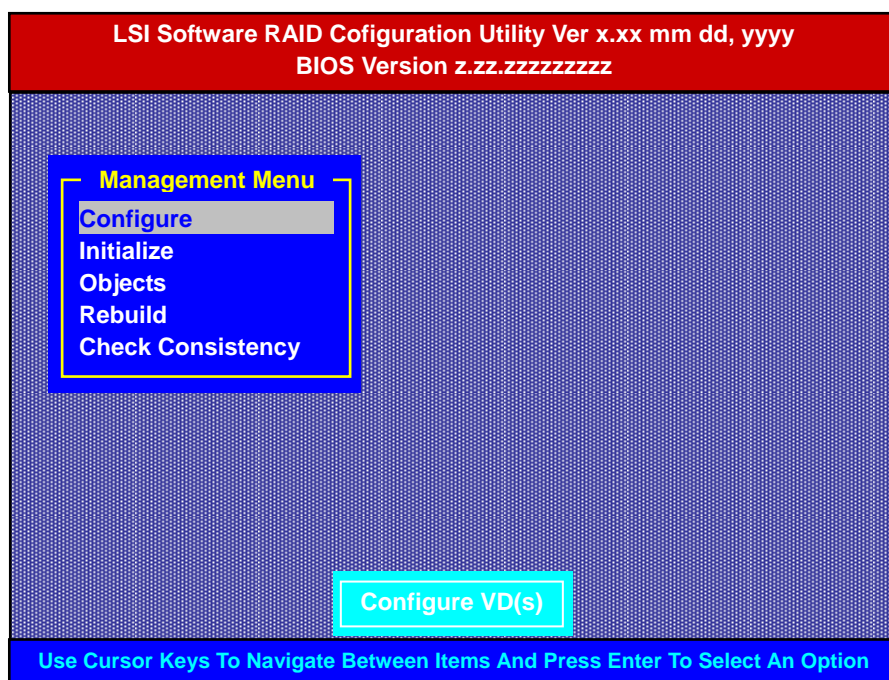 LSI Software RAID Cofiguration Utility Ver x.xx mm dd, yyyy
BIOS Version z.zz.zzzzzzzzz
Management Menu
Configure
Initialize
Objects
Rebuild
Check Consistency
Configure VD(s)
Use Cursor Keys To Navigate Between Items And Press Enter To Select An Option